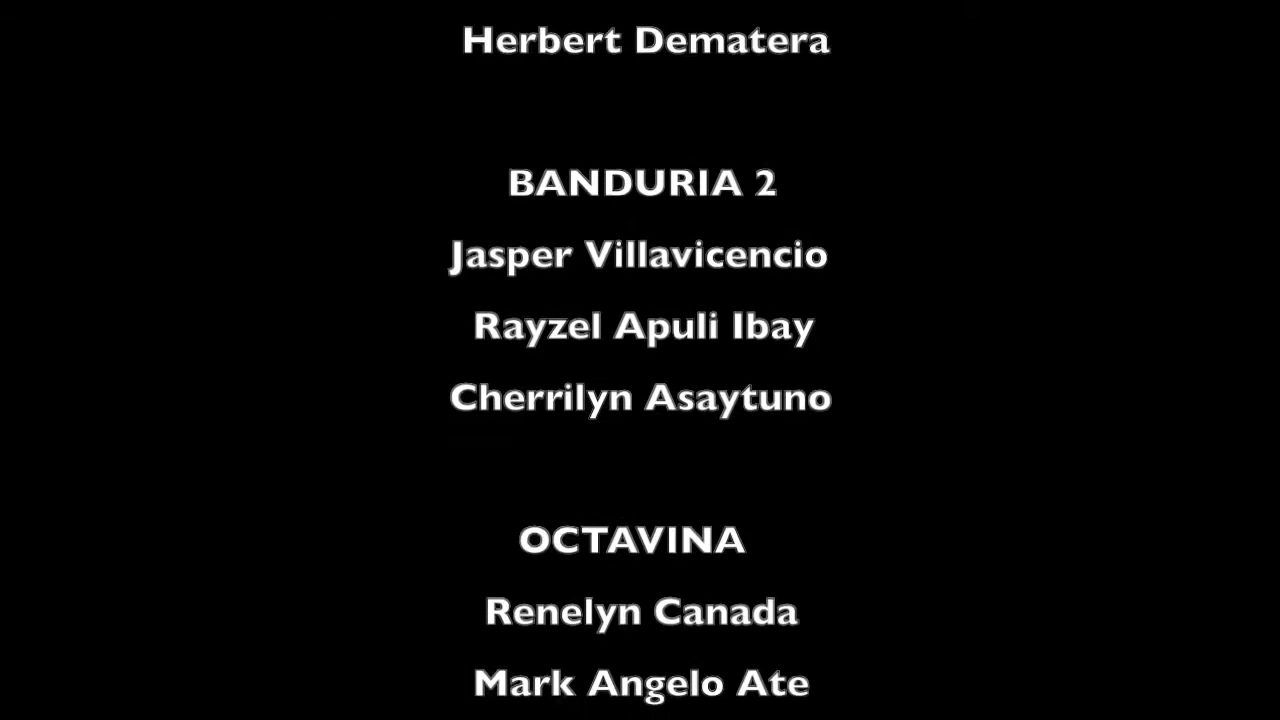 Herbert Dematera
BANDURIA 2
Jasper Villavicencio
Rayzel Apuli Ibay
Cherrilyn Asaytuno
OCTAVINA
Renelyn Canada
Mark Angelo Ate